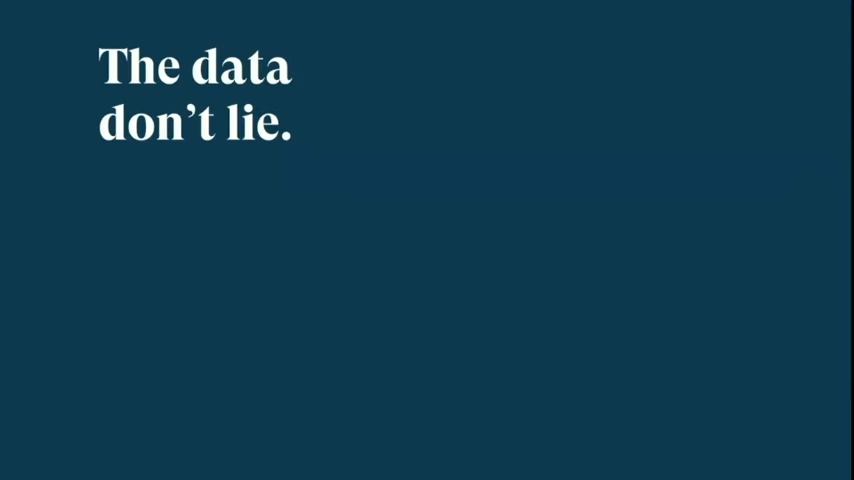 The data
don’t lie.